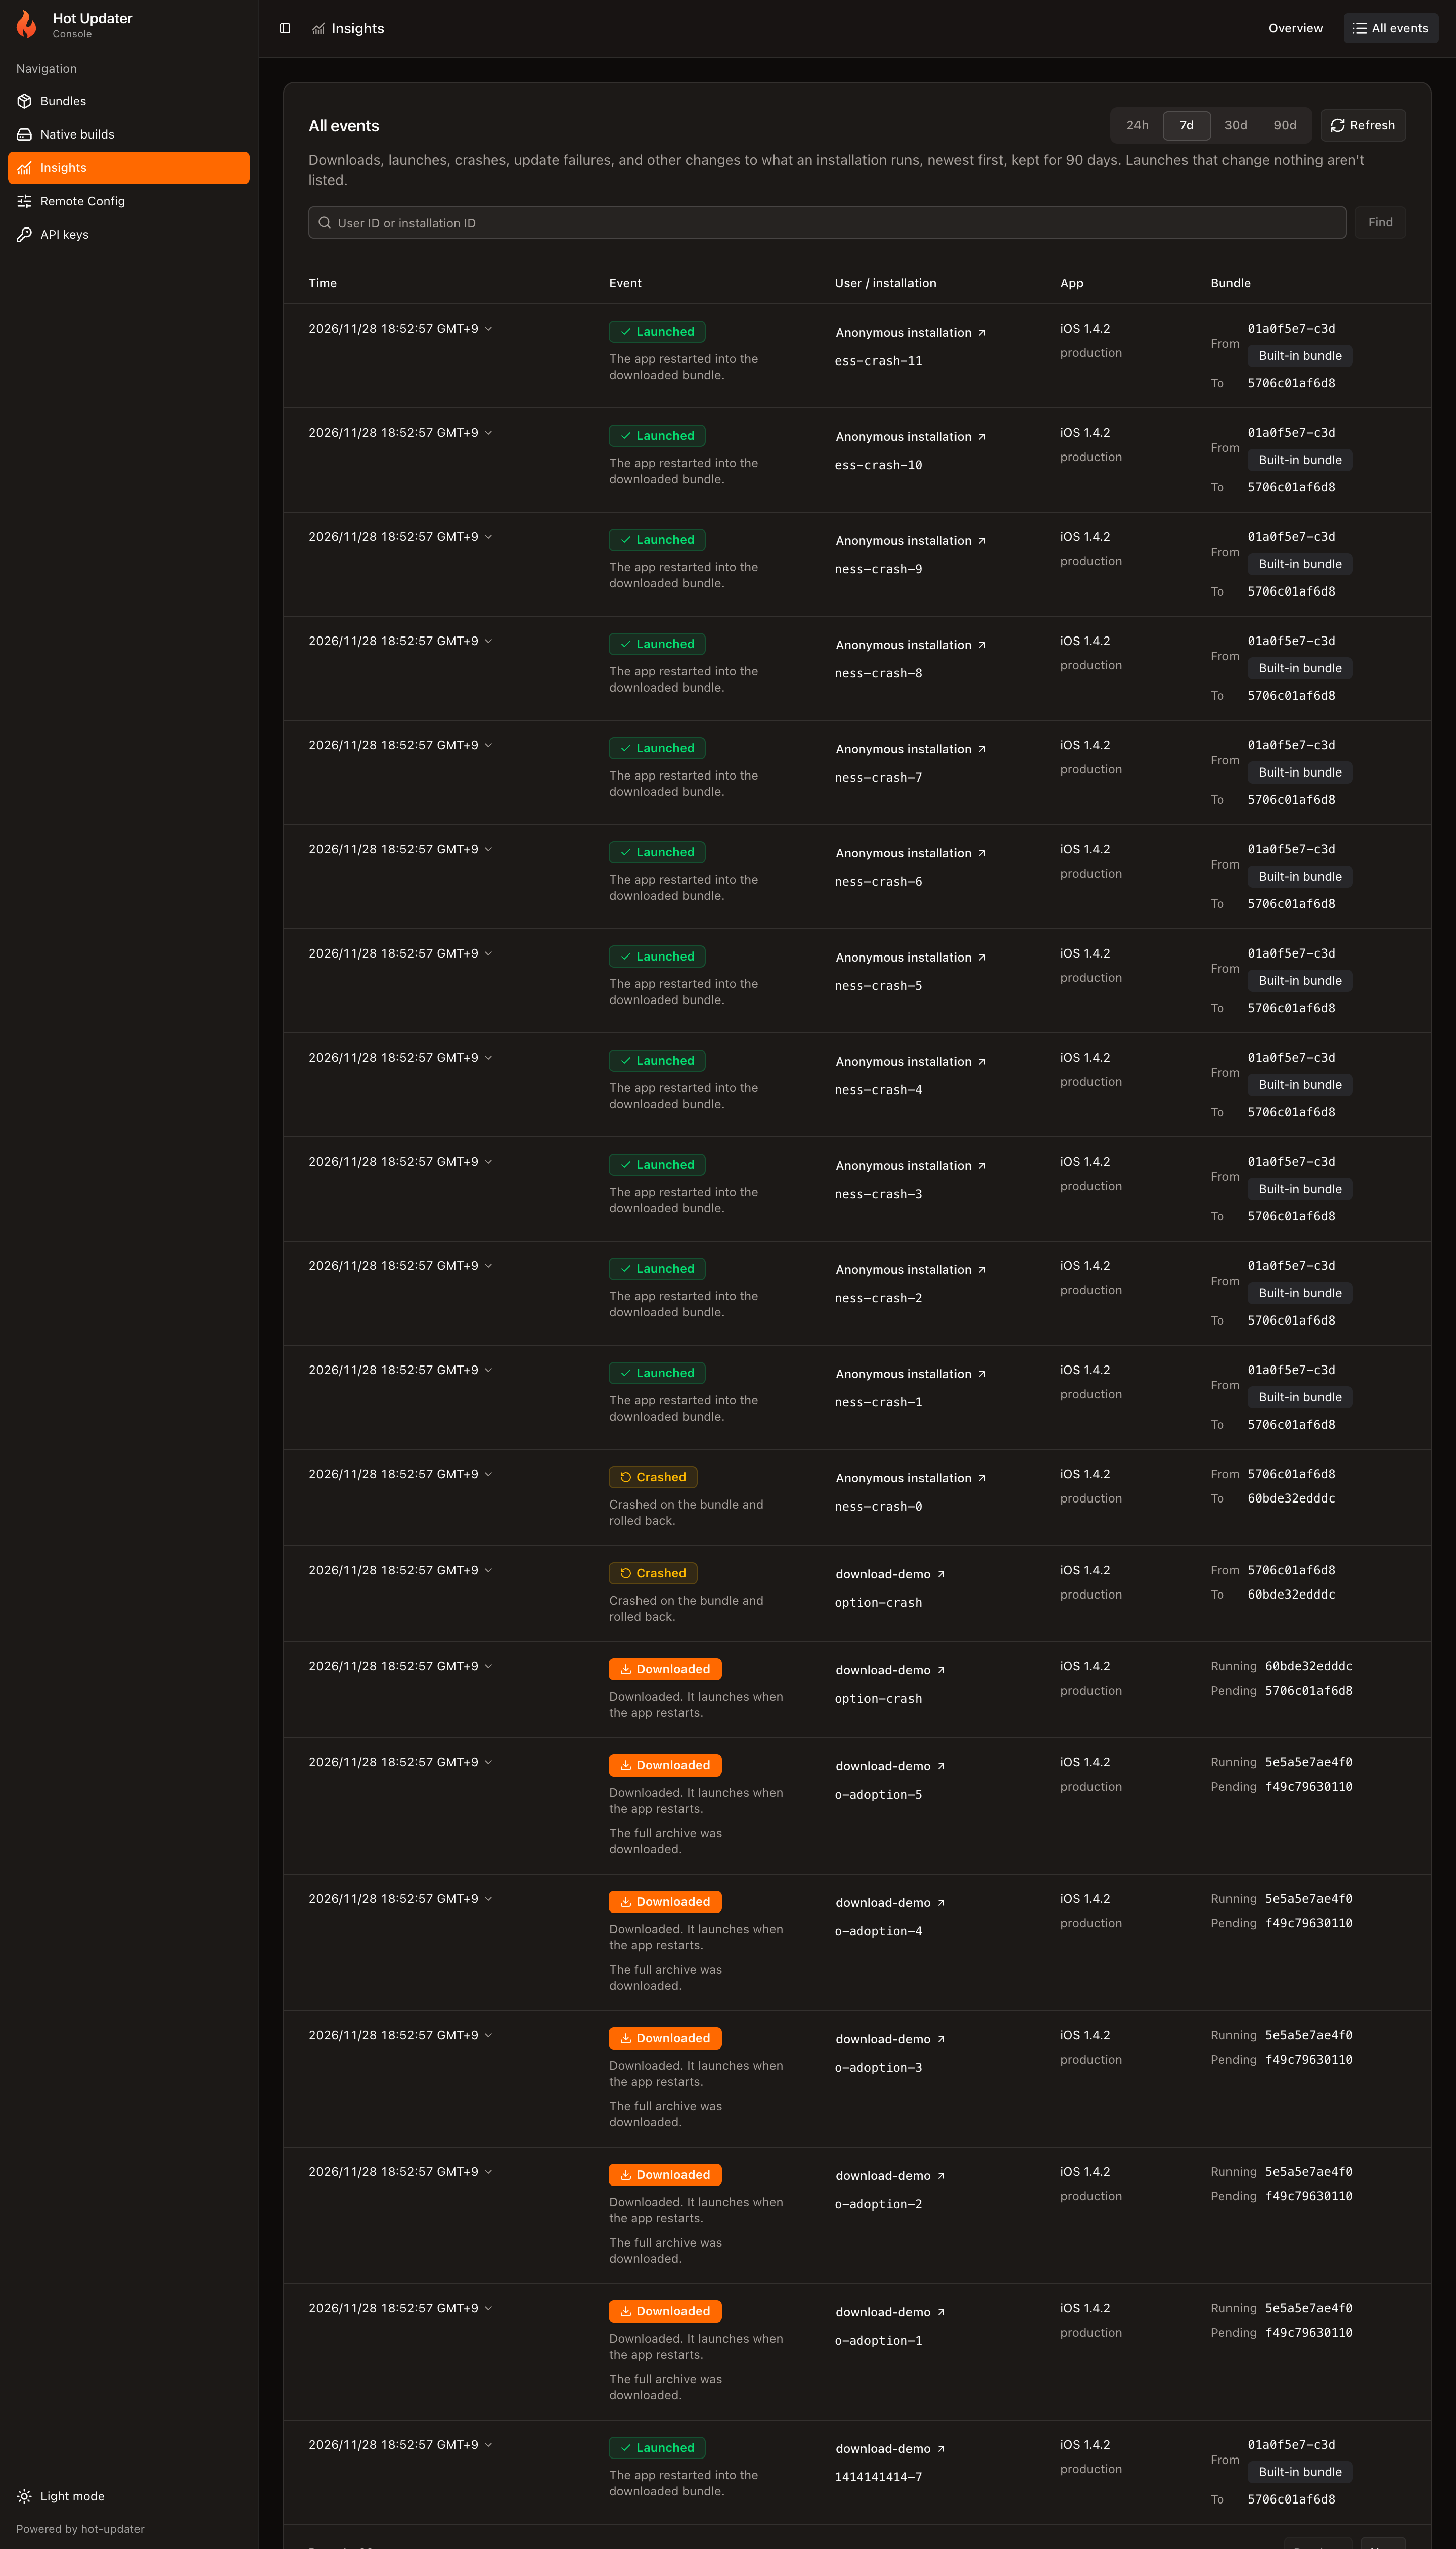 Hot Updater
Console
Insights
Overview
All events
Navigation
Bundles
Native builds
Insights
Remote Config
API keys
All events
24h 7d 30d 90d Refresh
Downloads, launches, crashes, update failures, and other changes to what an installation runs, newest first, kept for 90 days. Launches that change nothing aren't
listed.
User ID or installation ID
Find
Time Event User / installation App Bundle
2026/11/28 18:52:57 GMT+9
Launched
The app restarted into the
downloaded bundle.
Anonymous installation
ess-crash-11
iOS 1.4.2
production
From 01a0f5e7-c3d
Built-in bundle
To 5706c01af6d8
2026/11/28 18:52:57 GMT+9
Launched
The app restarted into the
downloaded bundle.
Anonymous installation
ess-crash-10
iOS 1.4.2
production
From 01a0f5e7-c3d
Built-in bundle
To 5706c01af6d8
2026/11/28 18:52:57 GMT+9
Launched
The app restarted into the
downloaded bundle.
Anonymous installation
ness-crash-9
iOS 1.4.2
production
From 01a0f5e7-c3d
Built-in bundle
To 5706c01af6d8
2026/11/28 18:52:57 GMT+9
Launched
The app restarted into the
downloaded bundle.
Anonymous installation
ness-crash-8
iOS 1.4.2
production
From 01a0f5e7-c3d
Built-in bundle
To 5706c01af6d8
2026/11/28 18:52:57 GMT+9
Launched
The app restarted into the
downloaded bundle.
Anonymous installation
ness-crash-7
iOS 1.4.2
production
From 01a0f5e7-c3d
Built-in bundle
To 5706c01af6d8
2026/11/28 18:52:57 GMT+9
Launched
The app restarted into the
downloaded bundle.
Anonymous installation
ness-crash-6
iOS 1.4.2
production
From 01a0f5e7-c3d
Built-in bundle
To 5706c01af6d8
2026/11/28 18:52:57 GMT+9
Launched
The app restarted into the
downloaded bundle.
Anonymous installation
ness-crash-5
iOS 1.4.2
production
From 01a0f5e7-c3d
Built-in bundle
To 5706c01af6d8
2026/11/28 18:52:57 GMT+9
Launched
The app restarted into the
downloaded bundle.
Anonymous installation
ness-crash-4
iOS 1.4.2
production
From 01a0f5e7-c3d
Built-in bundle
To 5706c01af6d8
2026/11/28 18:52:57 GMT+9
Launched
The app restarted into the
downloaded bundle.
Anonymous installation
ness-crash-3
iOS 1.4.2
production
From 01a0f5e7-c3d
Built-in bundle
To 5706c01af6d8
2026/11/28 18:52:57 GMT+9
Launched
The app restarted into the
downloaded bundle.
Anonymous installation
ness-crash-2
iOS 1.4.2
production
From 01a0f5e7-c3d
Built-in bundle
To 5706c01af6d8
2026/11/28 18:52:57 GMT+9
Launched
The app restarted into the
downloaded bundle.
Anonymous installation
ness-crash-1
iOS 1.4.2
production
From 01a0f5e7-c3d
Built-in bundle
To 5706c01af6d8
2026/11/28 18:52:57 GMT+9
Crashed
Crashed on the bundle and
rolled back.
Anonymous installation
ness-crash-0
iOS 1.4.2
production
From 5706c01af6d8
To 60bde32edddc
2026/11/28 18:52:57 GMT+9
Crashed
Crashed on the bundle and
rolled back.
download-demo
option-crash
iOS 1.4.2
production
From 5706c01af6d8
To 60bde32edddc
2026/11/28 18:52:57 GMT+9
Downloaded
Downloaded. It launches when
the app restarts.
download-demo
option-crash
iOS 1.4.2
production
Running 60bde32edddc
Pending 5706c01af6d8
2026/11/28 18:52:57 GMT+9
Downloaded
Downloaded. It launches when
the app restarts.
The full archive was
downloaded.
download-demo
o-adoption-5
iOS 1.4.2
production
Running 5e5a5e7ae4f0
Pending f49c79630110
2026/11/28 18:52:57 GMT+9
Downloaded
Downloaded. It launches when
the app restarts.
The full archive was
downloaded.
download-demo
o-adoption-4
iOS 1.4.2
production
Running 5e5a5e7ae4f0
Pending f49c79630110
2026/11/28 18:52:57 GMT+9
Downloaded
Downloaded. It launches when
the app restarts.
The full archive was
downloaded.
download-demo
o-adoption-3
iOS 1.4.2
production
Running 5e5a5e7ae4f0
Pending f49c79630110
2026/11/28 18:52:57 GMT+9
Downloaded
Downloaded. It launches when
the app restarts.
The full archive was
downloaded.
download-demo
o-adoption-2
iOS 1.4.2
production
Running 5e5a5e7ae4f0
Pending f49c79630110
2026/11/28 18:52:57 GMT+9
Downloaded
Downloaded. It launches when
the app restarts.
The full archive was
downloaded.
download-demo
o-adoption-1
iOS 1.4.2
production
Running 5e5a5e7ae4f0
Pending f49c79630110
2026/11/28 18:52:57 GMT+9
Launched
The app restarted into the
downloaded bundle.
download-demo
1414141414-7
iOS 1.4.2
production
From 01a0f5e7-c3d
Built-in bundle
To 5706c01af6d8
Light mode
Powered by hot-updater